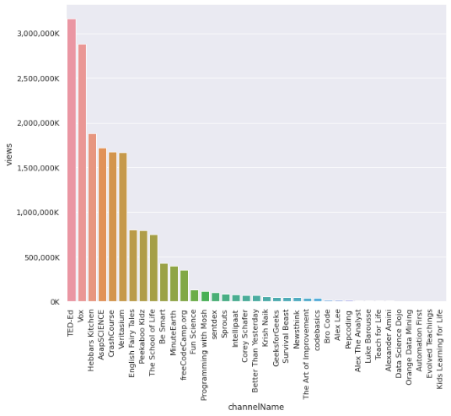 3,000,000K
2,500,000K
2,000,000K
1,500,000K
1,000,000K
500,000K
0K
views
TED-Ed
Vox
Hebbars Kitchen
AsapSCIENCE
CrashCourse
Veritasium
English Fairy Tales
Peekaboo Kidz
The School of Life
Be Smart
MinuteEarth
freeCodeCamp.org
Fun Science
Programming with Mosh
sentdex
Sprouts
Intellipaat
Corey Schafer
Better Than Yesterday
Krish Naik
GeeksforGeeks
Survival Beast
Newsthink
The Art of Improvement
codebasics
Bro Code
Alex Lee
Pepcoding
Alex The Analyst
Luke Barousse
Teach for Life
Alexander Amini
Data Science Dojo
Orange Data Mining
Automation Frist
Evolved Teachings
Kids Learning for Life
channelName